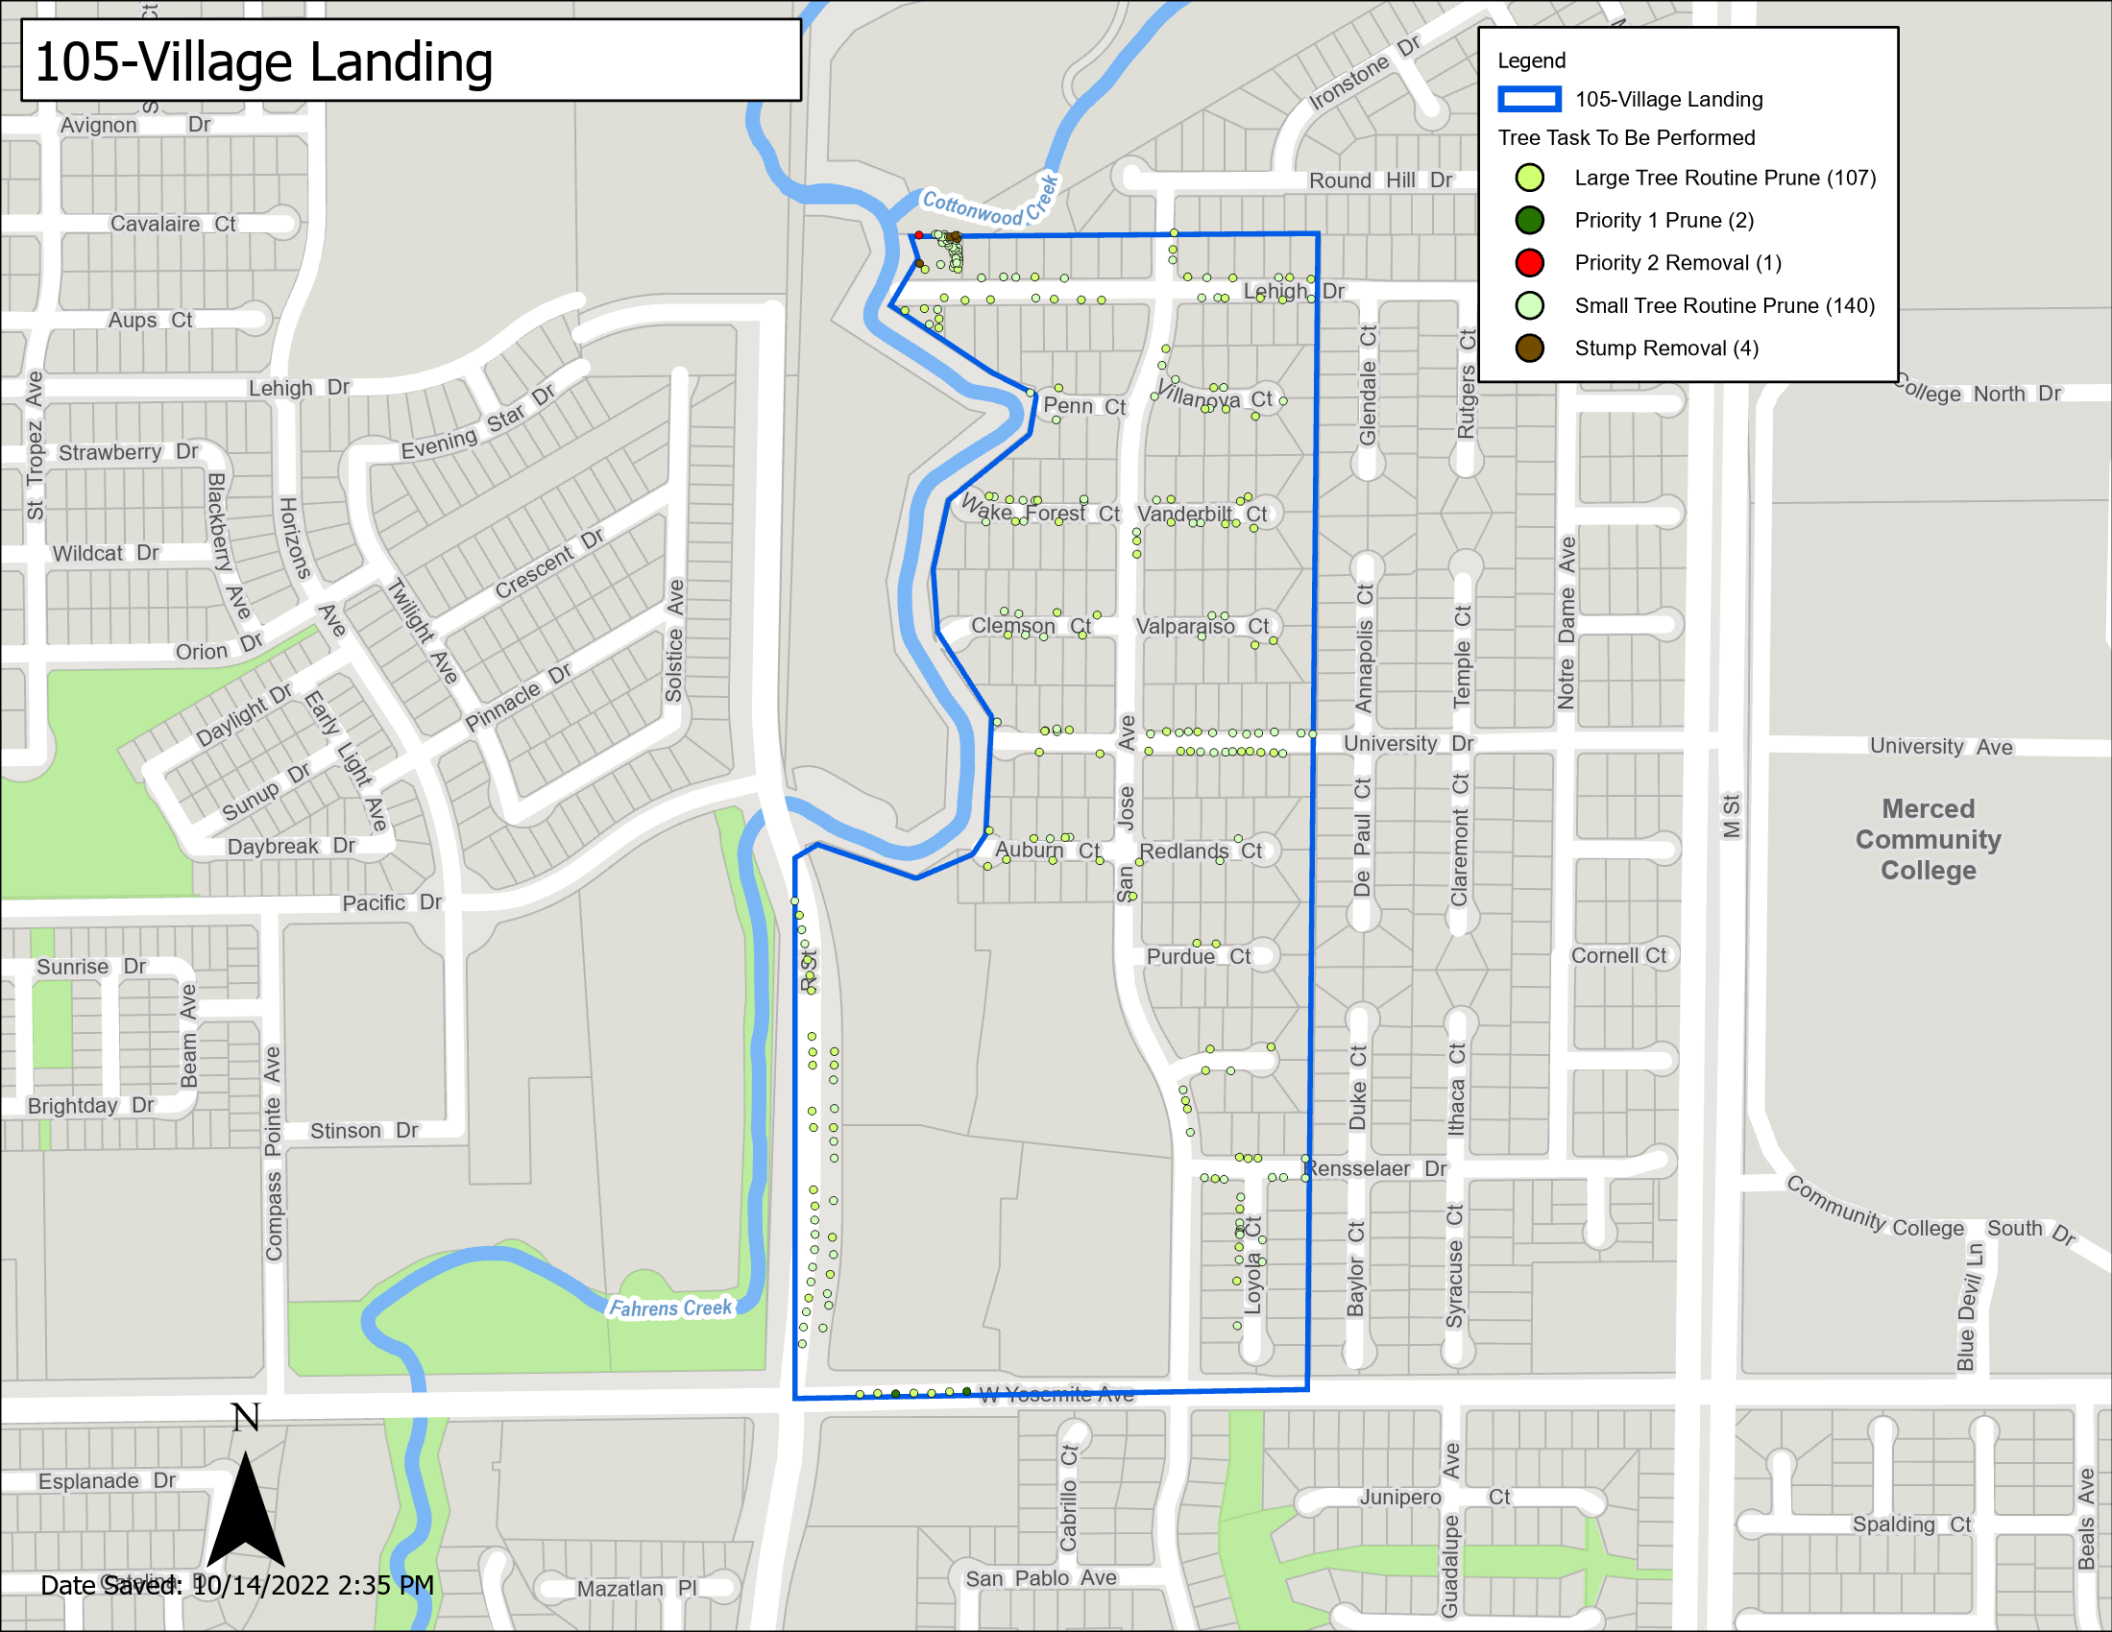 105-Village Landing
Legend
105-Village Landing
Tree Task To Be Performed
Large Tree Routine Prune (107)
Priority 1 Prune (2)
Priority 2 Removal (1)
Small Tree Routine Prune (140)
Stump Removal (4)
Avignon Dr
Ironstone Dr
Round Hill Dr
Cottonwood Creek
Cavalaire Ct
Lehigh Dr
Aups Ct
Glendale Ct
Rutgers Ct
Lehigh Dr
St Tropez Ave
Evening Star Dr
Penn Ct
Villanova Ct
College North Dr
Strawberry Dr
Blackberry Ave
Horizons Ave
Wake Forest Ct
Vanderbilt Ct
Wildcat Dr
Crescent Dr
Twilight Ave
Solstice Ave
Notre Dame Ave
Clemson Ct
Valparaiso Ct
Annapolis Ct
Temple Ct
Orion Dr
Daylight Dr
Early Light Ave
Pinnacle Dr
San Jose Ave
University Dr
University Ave
Sunup Dr
Daybreak Dr
De Paul Ct
Claremont Ct
M St
Merced
Community
College
Auburn Ct
Redlands Ct
Pacific Dr
R St
Purdue Ct
Cornell Ct
Sunrise Dr
Beam Ave
Brightday Dr
Compass Pointe Ave
Stinson Dr
Duke Ct
Ithaca Ct
Rensselaer Dr
Loyola Ct
Baylor Ct
Syracuse Ct
Community College South Dr
Blue Devil Ln
Fahrens Creek
W Yosemite Ave
N
Esplanade Dr
Cabrillo Ct
Junipero Ct
Guadalupe Ave
Spalding Ct
Beals Ave
San Pablo Ave
Mazatlan Pl
Catalina Dr
Date Saved: 10/14/2022 2:35 PM